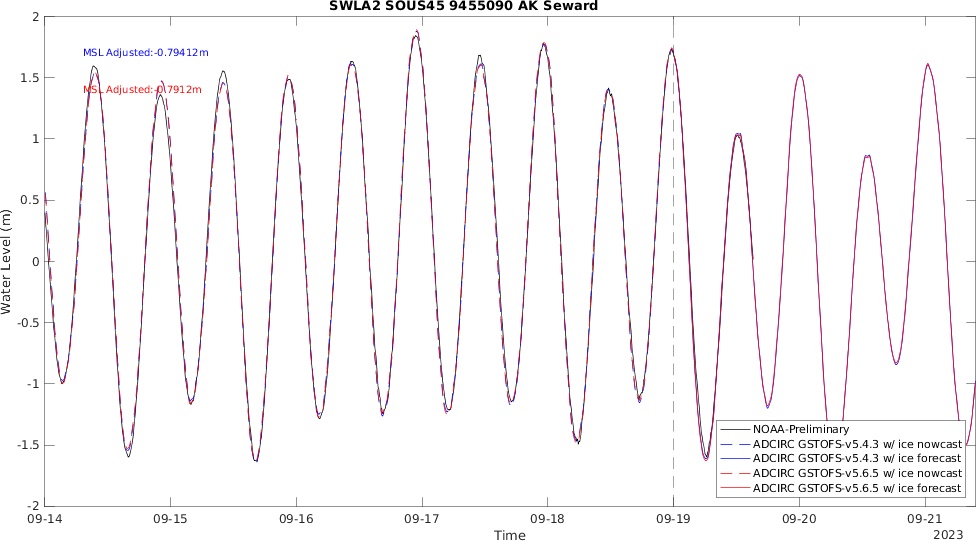 SWLA2 SOUS45 9455090 AK Seward
MSL Adjusted:-0.79412m
MSL Adjusted:-0.7912m
2
1.5
1
0.5
0
-0.5
-1
-1.5
-2
Water Level (m)
09-14
09-15
09-16
09-17
09-18
09-19
09-20
09-21
Time
2023
NOAA-Preliminary
ADCIRC GSTOFS-v5.4.3 w/ ice nowcast
ADCIRC GSTOFS-v5.4.3 w/ ice forecast
ADCIRC GSTOFS-v5.6.5 w/ ice nowcast
ADCIRC GSTOFS-v5.6.5 w/ ice forecast